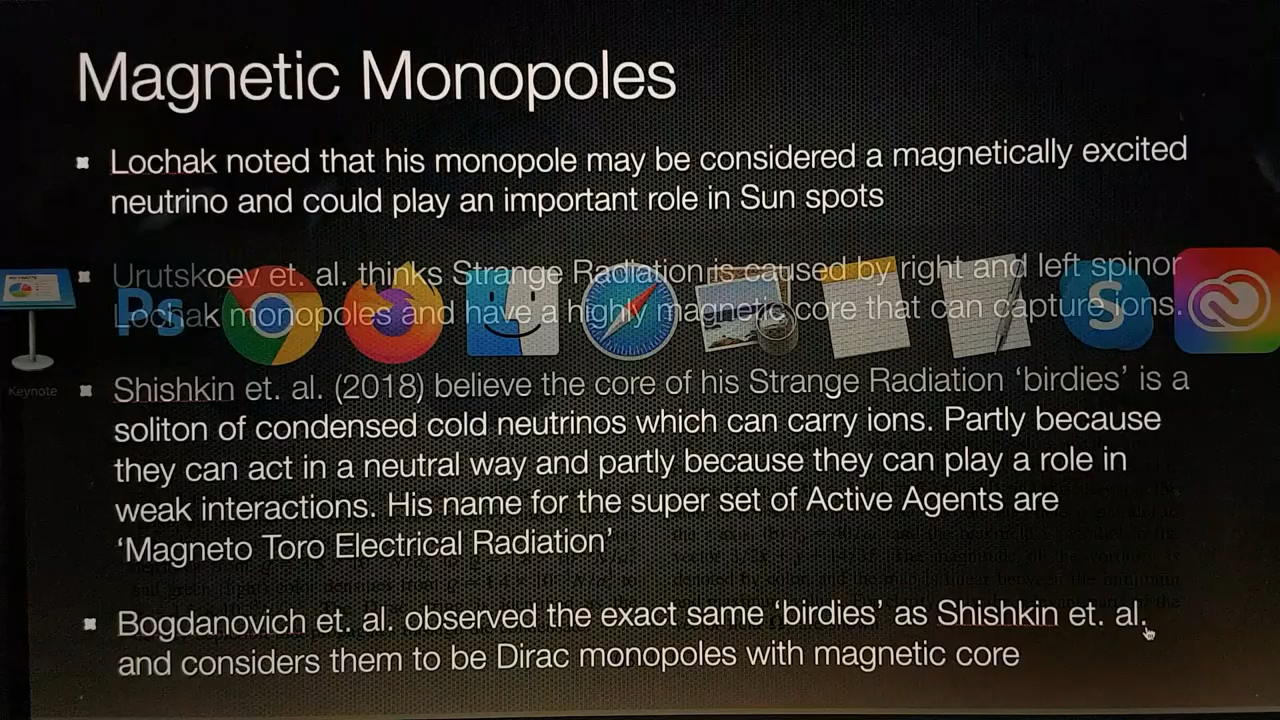 Magnetic Monopoles
Lochak noted that his monopole may be considered a magnetically excited
neutrino and could play an important role in Sun spots
Urutskoev et. al. thinks Strange Radiation is caused by right and left spinor
Lochak monopoles and have a highly magnetic core that can capture ions.
Ps
S
Keynote
Shishkin et. al. (2018) believe the core of his Strange Radiation ‘birdies’ is a
soliton of condensed cold neutrinos which can carry ions. Partly because
they can act in a neutral way and partly because they can play a role in
weak interactions. His name for the super set of Active Agents are
‘Magneto Toro Electrical Radiation’
Bogdanovich et. al. observed the exact same ‘birdies’ as Shishkin et. al.
and considers them to be Dirac monopoles with magnetic core